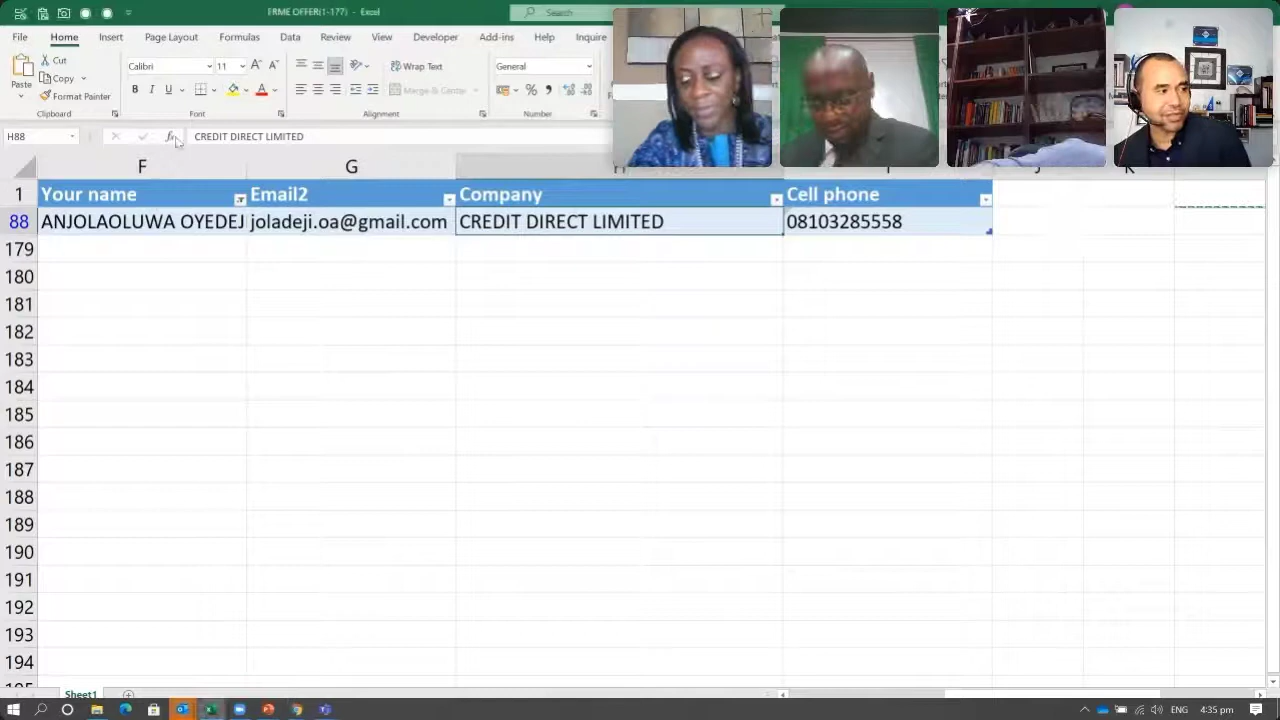 FRME OFFER(1-177) - Excel
Search
File Home Insert Page Layout Formulas Data Review View Developer Add-ins Help Inquire
Paste
Cut
Copy
Format Painter
Calibri 11
B I U
Wrap Text
Merge & Center
General
Clipboard Font Alignment Number
H88 fx CREDIT DIRECT LIMITED
F G K
1 Your name Email2 Company Cell phone
88 ANJOLAOLUWA OYEDEJ joladeji.oa@gmail.com CREDIT DIRECT LIMITED 08103285558
179
180
181
182
183
184
185
186
187
188
189
190
191
192
193
194
Sheet1
ENG 4:35 pm